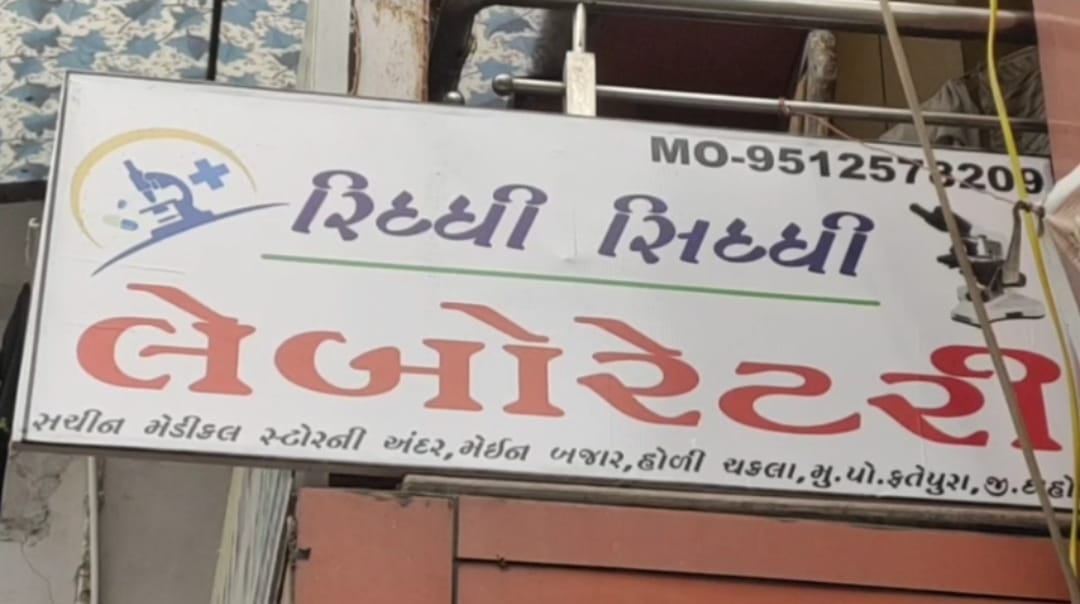 MO-9512573209
રિધ્ધી સિધ્ધી
લેબોરેટરી
સચીન મેડીકલ સ્ટોરની અંદર,મેઈન બજાર,હોળી ચકલા,મુ.પો.ફતેપુરા,જી.